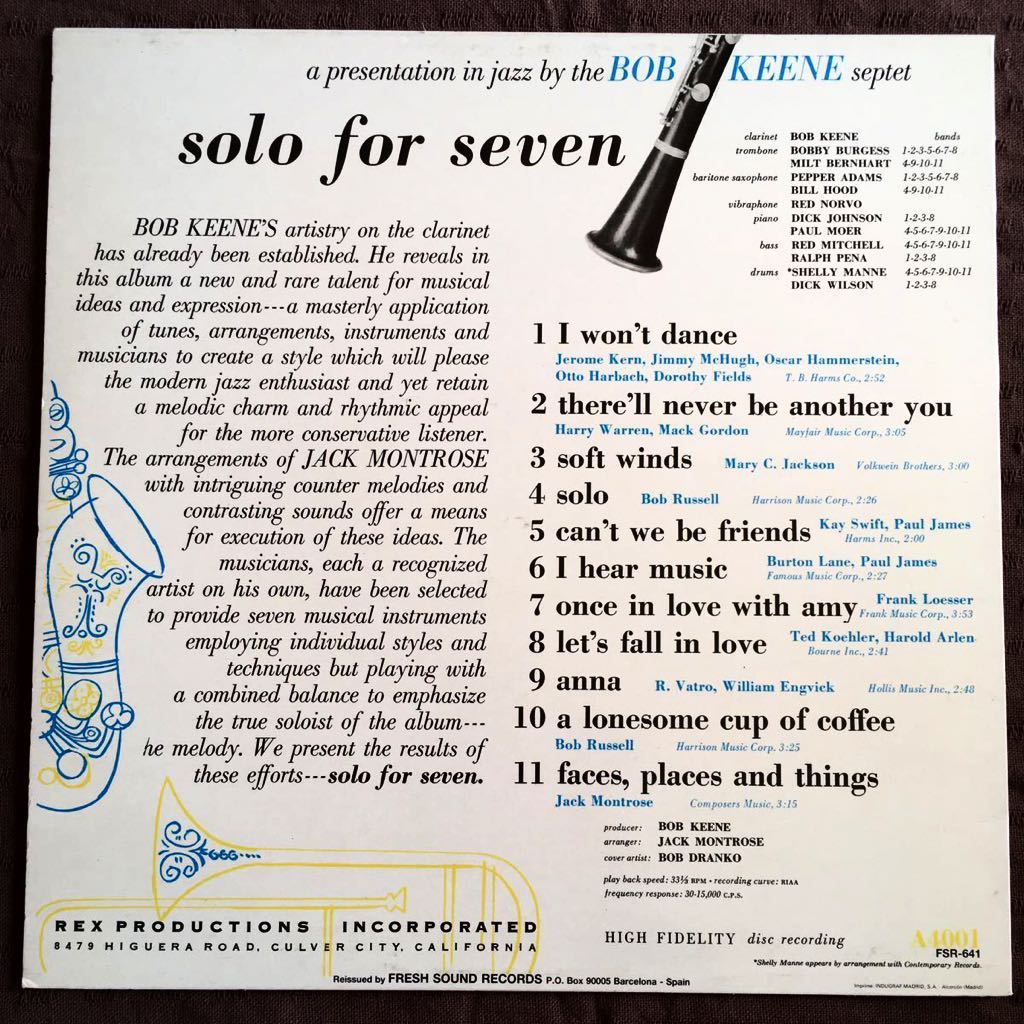 a presentation in jazz by the BOB KEENE septet
solo for seven
clarinet BOB KEENE bands
trombone BOBBY BURGESS 1-2-3-5-6-7-8
MILT BERNHART 4-9-10-11
baritone saxophone PEPPER ADAMS 1-2-3-5-6-7-8
BILL HOOD 4-9-10-11
vibraphone RED NORVO
piano DICK JOHNSON 1-2-3-8
PAUL MOER 4-5-6-7-9-10-11
bass RED MITCHELL 4-5-6-7-9-10-11
RALPH PENA 1-2-3-8
drums *SHELLY MANNE 4-5-6-7-9-10-11
DICK WILSON 1-2-3-8
BOB KEENE'S artistry on the clarinet
has already been established. He reveals in
this album a new and rare talent for musical
ideas and expression---a masterly application
of tunes, arrangements, instruments and
musicians to create a style which will please
the modern jazz enthusiast and yet retain
a melodic charm and rhythmic appeal
for the more conservative listener.
The arrangements of JACK MONTROSE
with intriguing counter melodies and
contrasting sounds offer a means
for execution of these ideas. The
musicians, each a recognized
artist on his own, have been selected
to provide seven musical instruments
employing individual styles and
techniques but playing with
a combined balance to emphasize
the true soloist of the album---
he melody. We present the results of
these efforts---solo for seven.
1 I won't dance
Jerome Kern, Jimmy McHugh, Oscar Hammerstein,
Otto Harbach, Dorothy Fields T. B. Harms Co., 2:52
2 there'll never be another you
Harry Warren, Mack Gordon Mayfair Music Corp., 3:05
3 soft winds Mary C. Jackson Volkwein Brothers, 3:00
4 solo Bob Russell Harrison Music Corp., 2:26
5 can't we be friends Kay Swift, Paul James
Harms Inc., 2:00
6 I hear music Burton Lane, Paul James
Famous Music Corp., 2:27
7 once in love with amy Frank Loesser
Frank Music Corp., 3:53
8 let's fall in love Ted Koehler, Harold Arlen
Bourne Inc., 2:41
9 anna R. Vatro, William Engvick Hollis Music Inc., 2:48
10 a lonesome cup of coffee
Bob Russell Harrison Music Corp. 3:25
11 faces, places and things
Jack Montrose Composers Music, 3:15
producer: BOB KEENE
arranger: JACK MONTROSE
cover artist: BOB DRANKO
play back speed: 33⅓ RPM • recording curve: RIAA
frequency response: 30-15,000 C.P.S.
REX PRODUCTIONS INCORPORATED
8479 HIGUERA ROAD, CULVER CITY, CALIFORNIA
HIGH FIDELITY disc recording
A4001
FSR-641
*Shelly Manne appears by arrangement with Contemporary Records.
Reissued by FRESH SOUND RECORDS P.O. Box 90005 Barcelona - Spain
Imprime: INDUGRAF MADRID, S.A. - Alcorcón (Madrid)